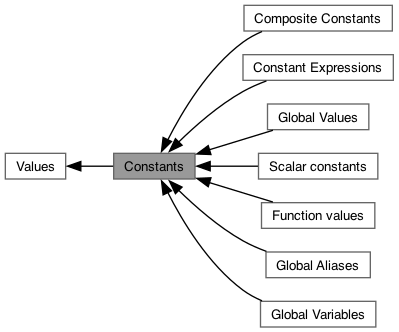 Composite Constants
Constant Expressions
Global Values
Values
Constants
Scalar constants
Function values
Global Aliases
Global Variables